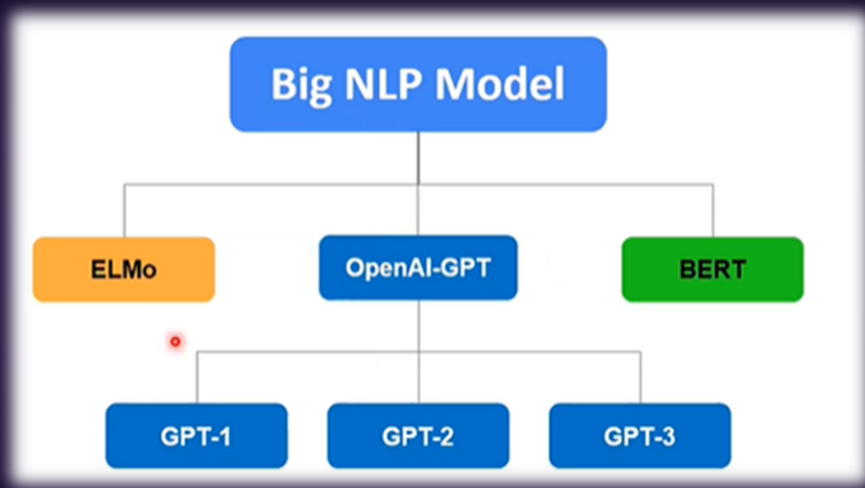 Big NLP Model
ELMo
OpenAI-GPT
BERT
GPT-1
GPT-2
GPT-3